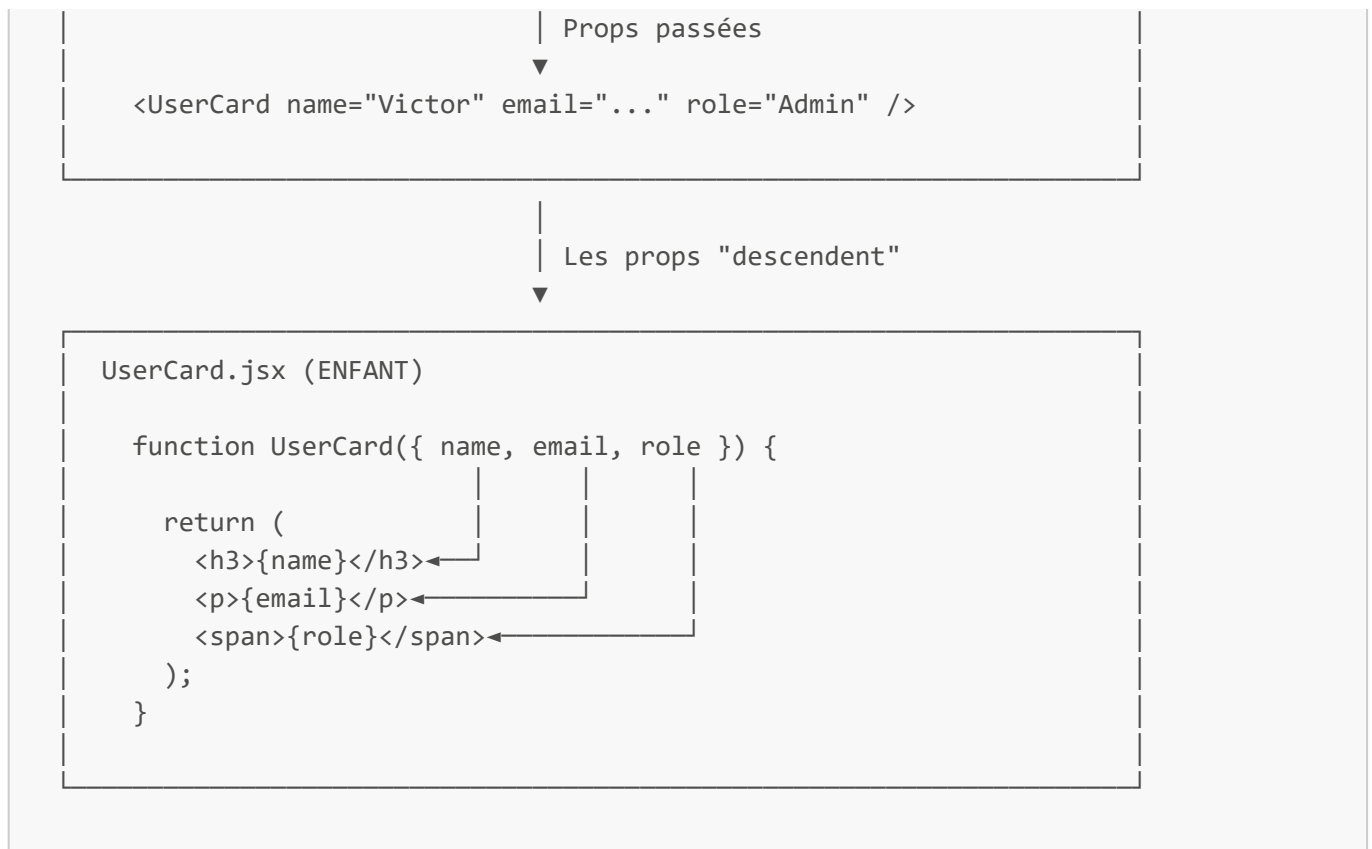 Props passées
<UserCard name="Victor" email="..." role="Admin" />
Les props "descendent"
UserCard.jsx (ENFANT)
function UserCard({ name, email, role }) {
return (
<h3>{name}</h3>
<p>{email}</p>
<span>{role}</span>
);
}